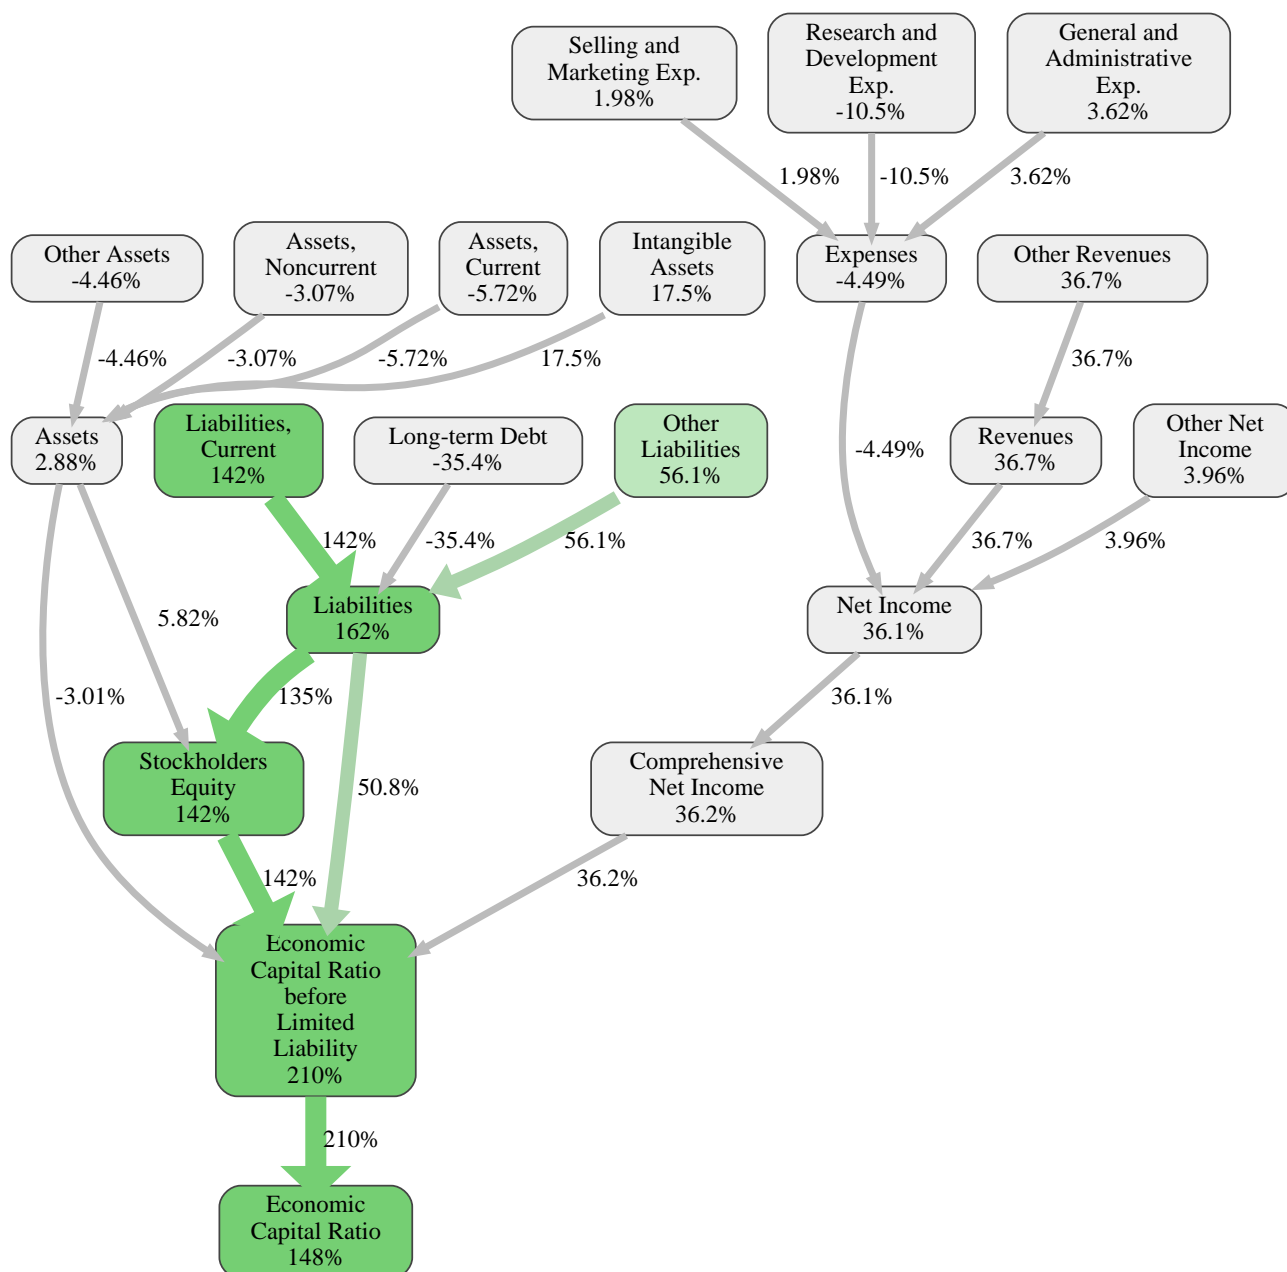 Selling and
Marketing Exp.
1.98%
Research and
Development
Exp.
-10.5%
General and
Administrative
Exp.
3.62%
1.98%
-10.5%
3.62%
Other Assets
-4.46%
Assets,
Noncurrent
-3.07%
Assets,
Current
-5.72%
Intangible
Assets
17.5%
Expenses
-4.49%
Other Revenues
36.7%
-4.46%
-3.07%
-5.72%
17.5%
36.7%
Assets
2.88%
Liabilities,
Current
142%
Long-term Debt
-35.4%
Other
Liabilities
56.1%
-4.49%
Revenues
36.7%
Other Net
Income
3.96%
142%
-35.4%
56.1%
36.7%
3.96%
Liabilities
162%
Net Income
36.1%
5.82%
-3.01%
135%
36.1%
Stockholders
Equity
142%
50.8%
Comprehensive
Net Income
36.2%
142%
36.2%
Economic
Capital Ratio
before
Limited
Liability
210%
210%
Economic
Capital Ratio
148%